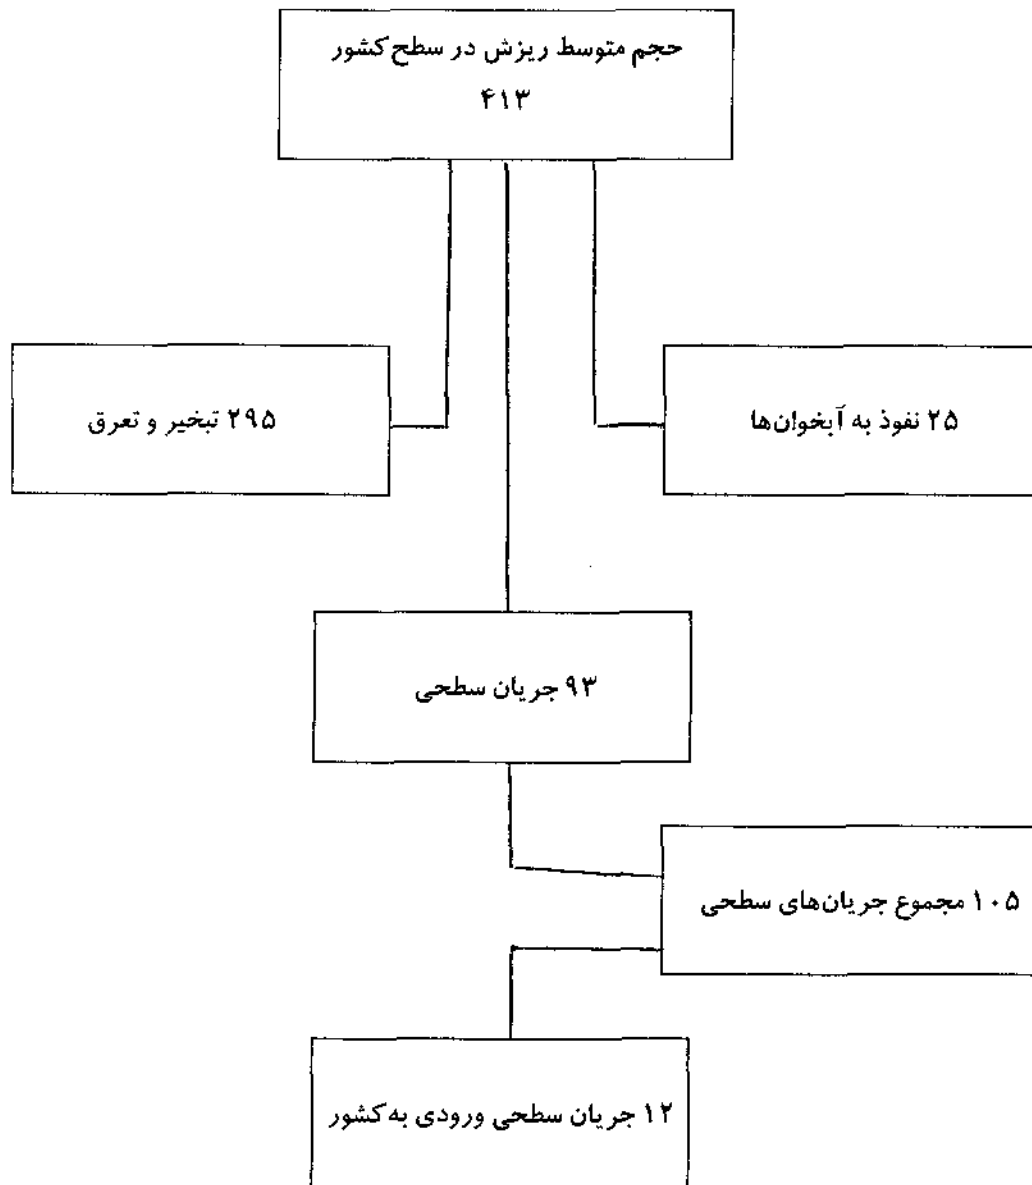 حجم متوسط ریزش در سطح کشور
۴۱۳
۲۵ نفوذ به آبخوان‌ها
۲۹۵ تبخیر و تعرق
۹۳ جریان سطحی
۱۰۵ مجموع جریان‌های سطحی
۱۲ جریان سطحی ورودی به کشور